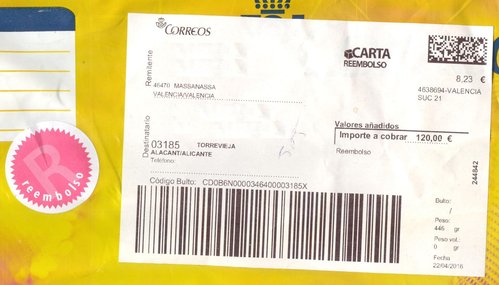 CORREOS
Remitente
46470 MASSANASSA
VALENCIA/VALENCIA
CARTA
REEMBOLSO
8,23 €
4638694-VALENCIA
SUC 21
Destinatario
03185 TORREVIEJA
ALACANT/ALICANTE
Teléfono:
Valores añadidos
Importe a cobrar 120,00 €
Reembolso
Código Bulto: CD0B6N0000346400003185X
244842
Bulto:
/
Peso:
446 gr
Peso vol.:
0 gr
Fecha
22/04/2016
R
reembolso